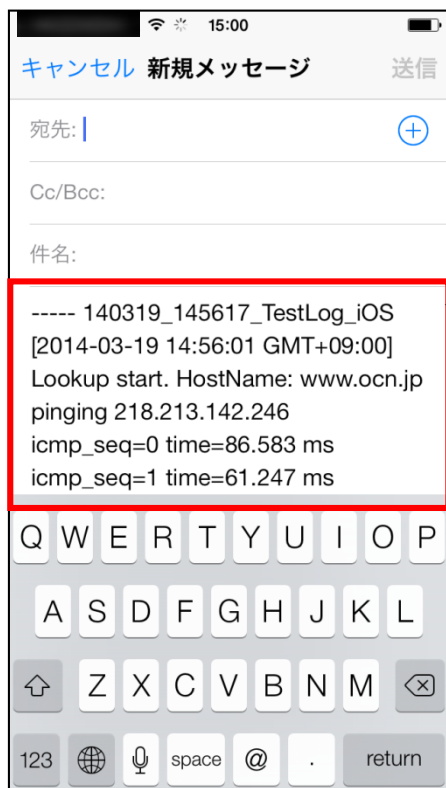 15:00
キャンセル 新規メッセージ 送信
宛先:
Cc/Bcc:
件名:
----- 140319_145617_TestLog_iOS
[2014-03-19 14:56:01 GMT+09:00]
Lookup start. HostName: www.ocn.jp
pinging 218.213.142.246
icmp_seq=0 time=86.583 ms
icmp_seq=1 time=61.247 ms
Q W E R T Y U I O P
A S D F G H J K L
Z X C V B N M
123 space @ . return